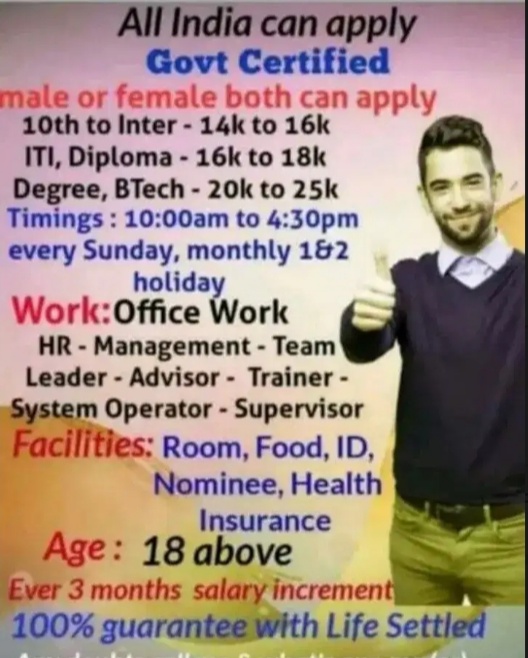 All India can apply
Govt Certified
male or female both can apply
10th to Inter - 14k to 16k
ITI, Diploma - 16k to 18k
Degree, BTech - 20k to 25k
Timings : 10:00am to 4:30pm
every Sunday, monthly 1&2
holiday
Work:Office Work
HR - Management - Team
Leader - Advisor - Trainer -
System Operator - Supervisor
Facilities: Room, Food, ID,
Nominee, Health
Insurance
Age : 18 above
Ever 3 months salary increment
100% guarantee with Life Settled